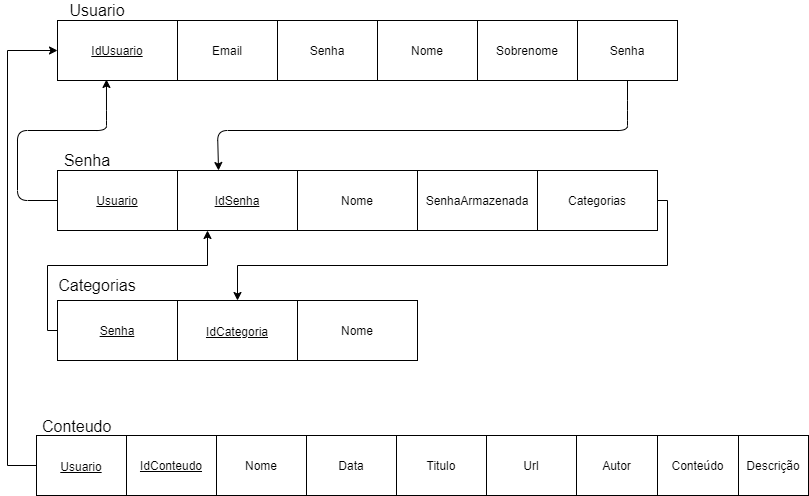 Usuario
IdUsuario Email Senha Nome Sobrenome Senha
Senha
Usuario IdSenha Nome SenhaArmazenada Categorias
Categorias
Senha IdCategoria Nome
Conteudo
Usuario IdConteudo Nome Data Titulo Url Autor Conteúdo Descrição